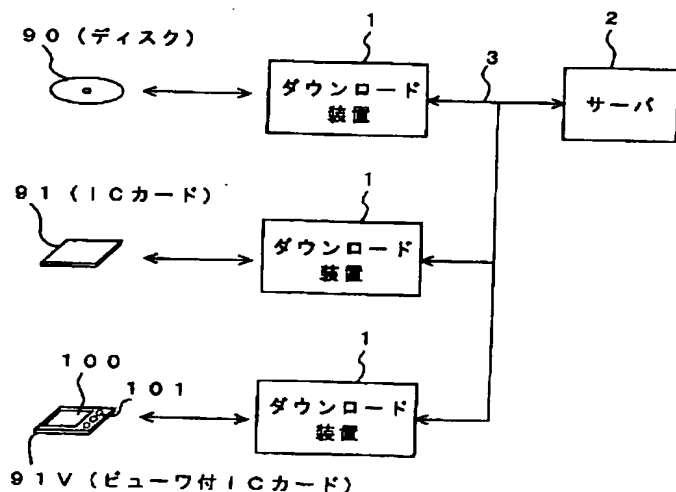 90(ディスク)
1
ダウンロード
装置
3
2
サーバ
91(ICカード)
1
ダウンロード
装置
100
101
1
ダウンロード
装置
91V(ビューワ付ICカード)